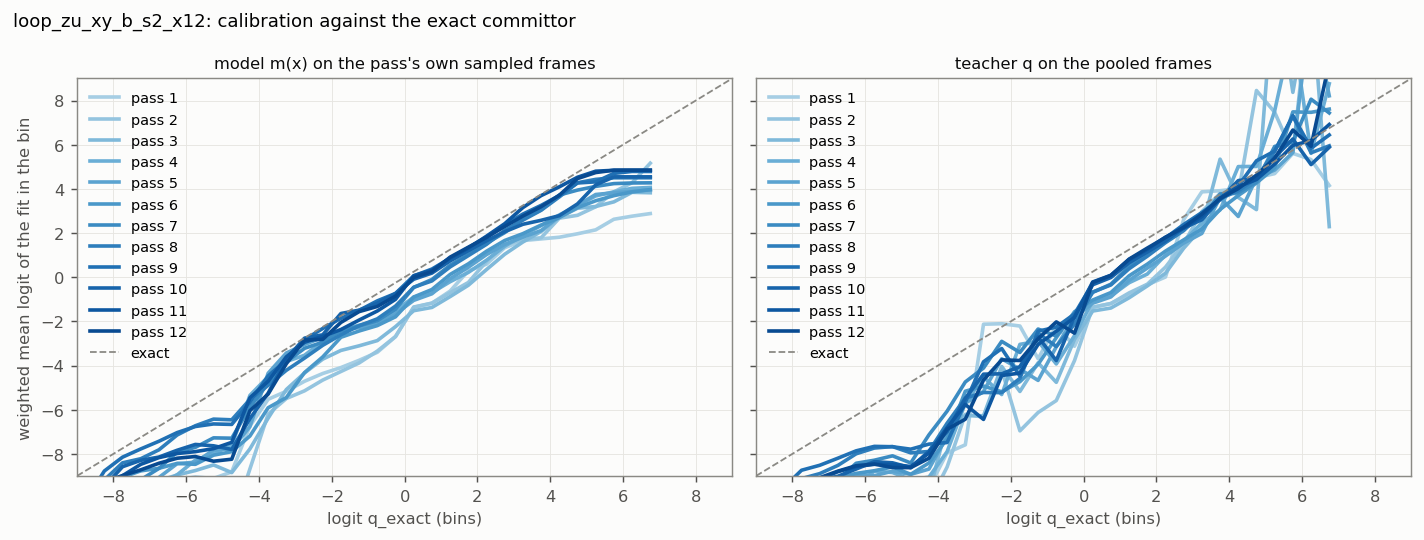 loop_zu_xy_b_s2_x12: calibration against the exact committor
model m(x) on the pass's own sampled frames
weighted mean logit of the fit in the bin
8
6
4
2
0
−2
−4
−6
−8
pass 1
pass 2
pass 3
pass 4
pass 5
pass 6
pass 7
pass 8
pass 9
pass 10
pass 11
pass 12
exact
−8 −6 −4 −2 0 2 4 6 8
logit q_exact (bins)
teacher q on the pooled frames
pass 1
pass 2
pass 3
pass 4
pass 5
pass 6
pass 7
pass 8
pass 9
pass 10
pass 11
pass 12
exact
−8 −6 −4 −2 0 2 4 6 8
logit q_exact (bins)